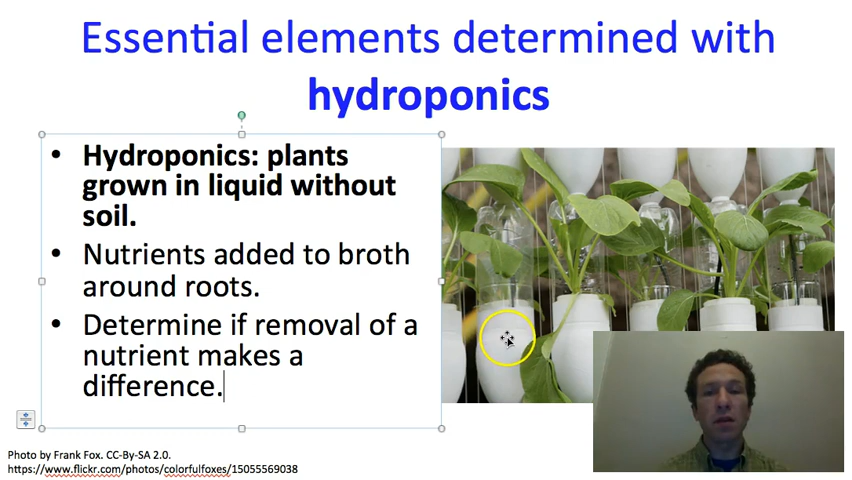 Essential elements determined with
hydroponics
• Hydroponics: plants
grown in liquid without
soil.
• Nutrients added to broth
around roots.
• Determine if removal of a
nutrient makes a
difference.
Photo by Frank Fox. CC-By-SA 2.0.
https://www.flickr.com/photos/colorfulfoxes/15055569038